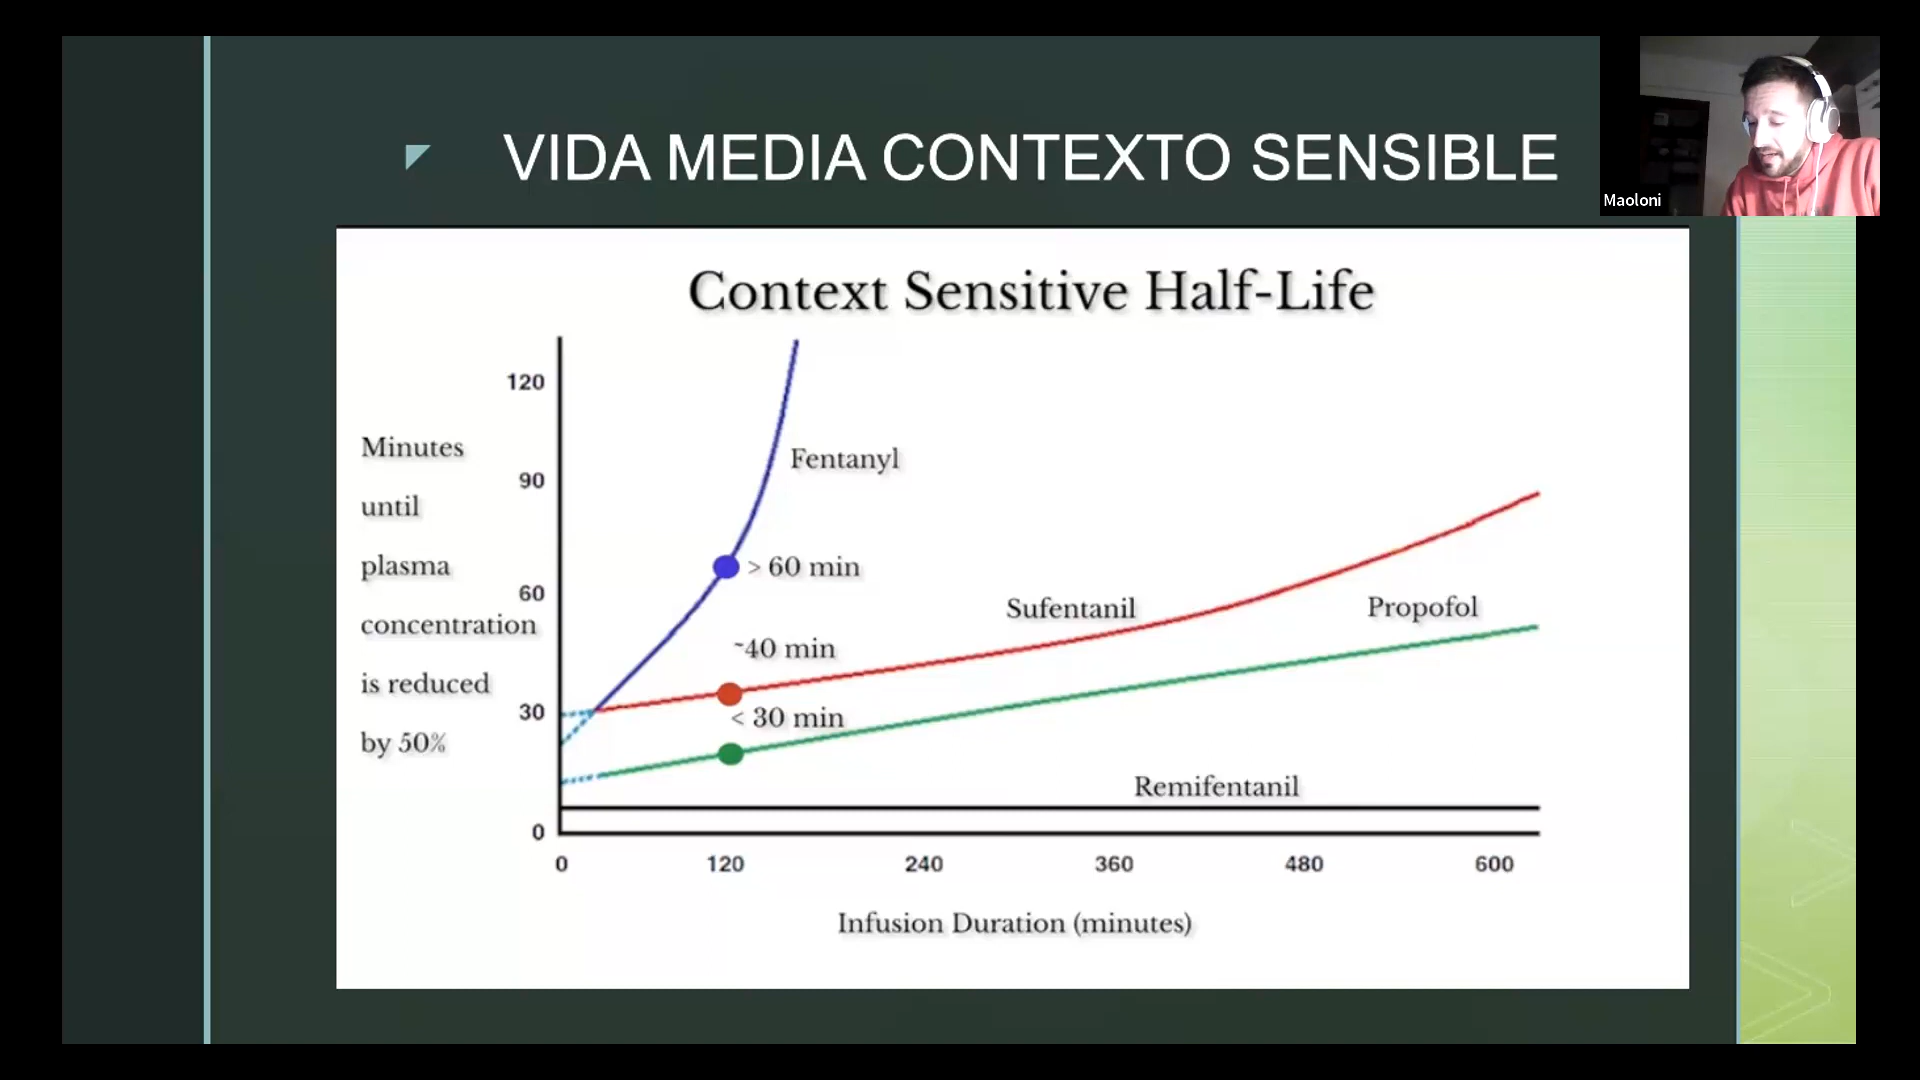 VIDA MEDIA CONTEXTO SENSIBLE
Maoloni
Context Sensitive Half-Life
Minutes
until
plasma
concentration
is reduced
by 50%
120
90
60
30
0
Fentanyl
> 60 min
Sufentanil
Propofol
~40 min
< 30 min
Remifentanil
0 120 240 360 480 600
Infusion Duration (minutes)